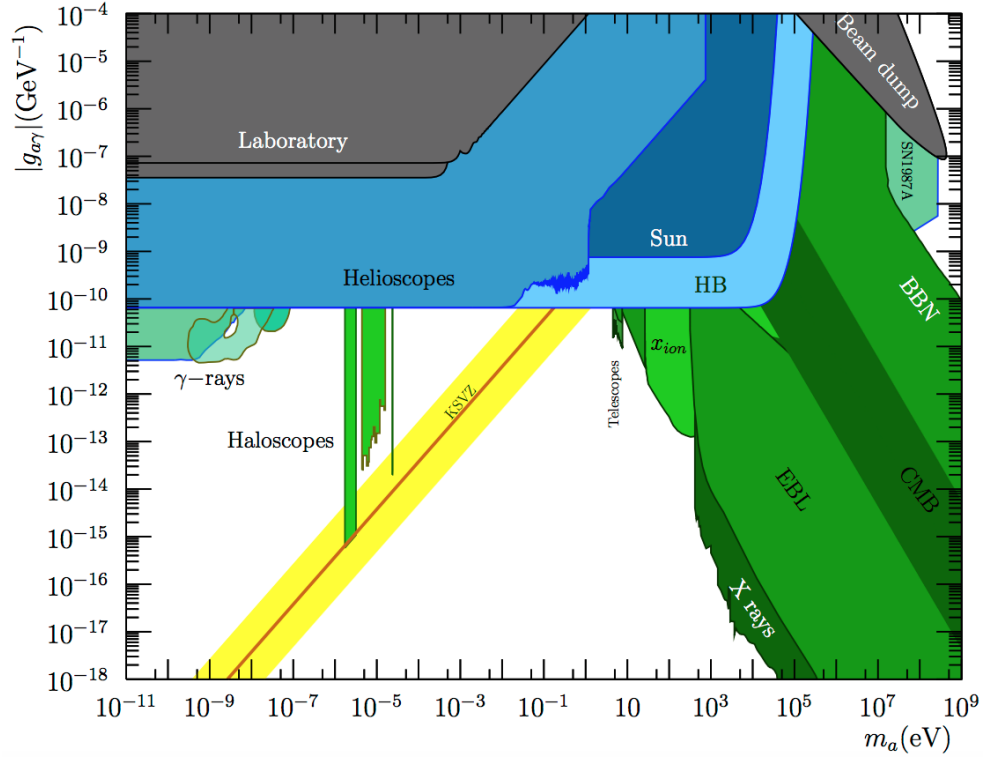 |g_{aγ}|(GeV^{-1})
10^{-4}
10^{-5}
10^{-6}
10^{-7}
10^{-8}
10^{-9}
10^{-10}
10^{-11}
10^{-12}
10^{-13}
10^{-14}
10^{-15}
10^{-16}
10^{-17}
10^{-18}
Laboratory
Helioscopes
Sun
HB
Beam dump
SN1987A
BBN
γ−rays
Haloscopes
KSVZ
Telescopes
x_{ion}
EBL
CMB
X rays
10^{-11} 10^{-9} 10^{-7} 10^{-5} 10^{-3} 10^{-1} 10 10^{3} 10^{5} 10^{7} 10^{9}
m_a(eV)